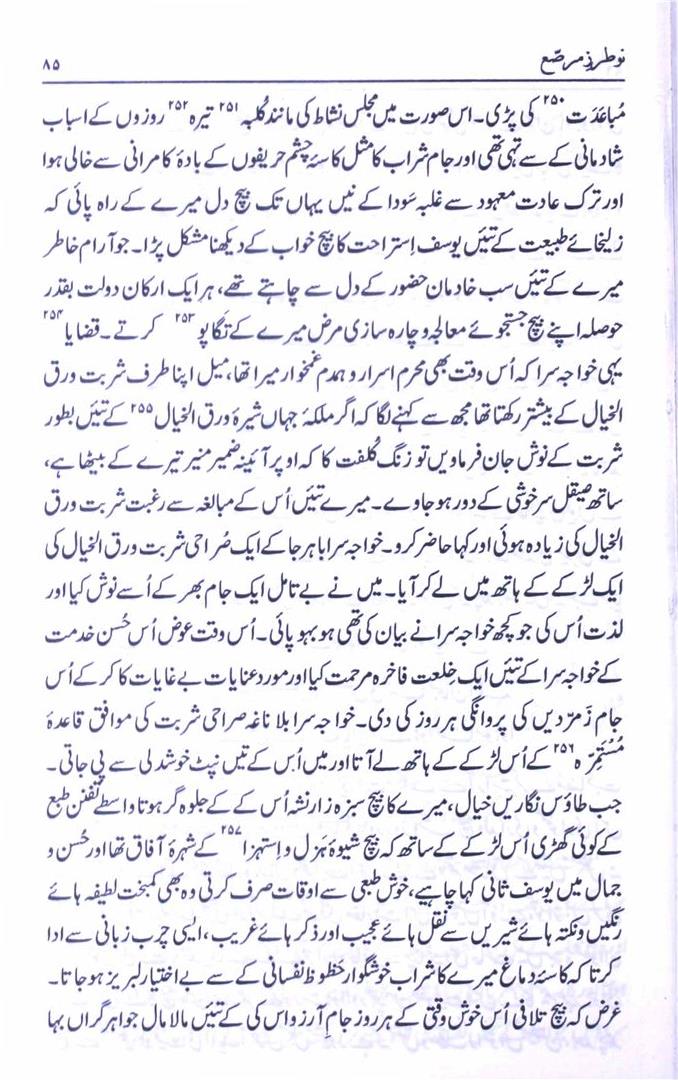 نو طرزِ مرصّع ۸۵
مُباعَدَت ۲۵۰ کی پڑی۔ اس صورت میں مجلس نشاط کی مانند کُلبہ ۲۵۱ تیرہ ۲۵۲ روزوں کے اسباب
شادمانی کے سے تہی تھی اور جام شراب کا مثل کاسۂ چشم حریفوں کے بادۂ کامرانی سے خالی ہوا
اور ترک عادت معہود سے غلبہ سَودا کے نیں یہاں تک بیچ دل میرے کے راہ پائی کہ
زلیخائے طبیعت کے تئیں یوسف اِستراحت کا بیچ خواب کے دیکھنا مشکل پڑا۔ جو آرام خاطر
میرے کے تئیں سب خادمان حضور کے دل سے چاہتے تھے، ہر ایک ارکان دولت بقدر
حوصلہ اپنے بیچ جستجوئے معالجہ و چارہ سازی مرض میرے کے تگاپو ۲۵۳ کرتے۔ قضایا ۲۵۴
یہی خواجہ سرا کہ اُس وقت بھی محرم اسرار و ہمدم غمخوار میرا تھا، میل اپنا طرف شربت ورق
الخیال کے بیشتر رکھتا تھا مجھ سے کہنے لگا کہ اگر ملکۂ جہاں شیرۂ ورق الخیال ۲۵۵ کے تئیں بطور
شربت کے نوش جان فرماویں تو زنگ کُلفت کا کہ اوپر آئینہ ضمیر منیر تیرے کے بیٹھا ہے،
ساتھ صیقل سرخوشی کے دور ہو جاوے۔ میرے تئیں اُس کے مبالغہ سے رغبت شربت ورق
الخیال کی زیادہ ہوئی اور کہا حاضر کرو۔ خواجہ سرا باہر جا کے ایک صُراحی شربت ورق الخیال کی
ایک لڑکے کے ہاتھ میں لے کر آیا۔ میں نے بے تامل ایک جام بھر کے اُسے نوش کیا اور
لذت اُس کی جو کچھ خواجہ سرا نے بیان کی تھی ہو بہو پائی۔ اُس وقت عوض اُس حُسن خدمت
کے خواجہ سرا کے تئیں ایک خِلعت فاخرہ مرحمت کیا اور مورد عنایات بے غایات کا کر کے اُس
جام زَمرّدیں کی پروانگی ہر روز کی دی۔ خواجہ سرا بلا ناغہ صراحی شربت کی موافق قاعدۂ
مُستمِرّہ ۲۵۶ کے اُس لڑکے کے ہاتھ لے آتا اور میں اُس کے تیں نپٹ خوشدلی سے پی جاتی۔
جب طاؤس نگاریں خیال، میرے کا بیچ سبزہ زار نشہ اُس کے کے جلوہ گر ہوتا واسطے تفنن طبع
کے کوئی گھڑی اُس لڑکے کے ساتھ کہ بیچ شیوۂ ہَزل و اِستہزا ۲۵۷ کے شہرۂ آفاق تھا اور حُسن و
جمال میں یوسف ثانی کہا چاہیے، خوش طبعی سے اوقات صرف کرتی وہ بھی کمبخت لطیفہ ہائے
رنگیں و نکتہ ہائے شیریں سے نقل ہائے عجیب اور ذکر ہائے غریب، ایسی چرب زبانی سے ادا
کرتا کہ کاسۂ دماغ میرے کا شراب خوشگوار حظوظ نفسانی کے سے بے اختیار لبریز ہو جاتا۔
غرض کہ بیچ تلافی اُس خوش وقتی کے ہر روز جامِ آرزو اس کی کے تئیں مالا مال جواہر گراں بہا